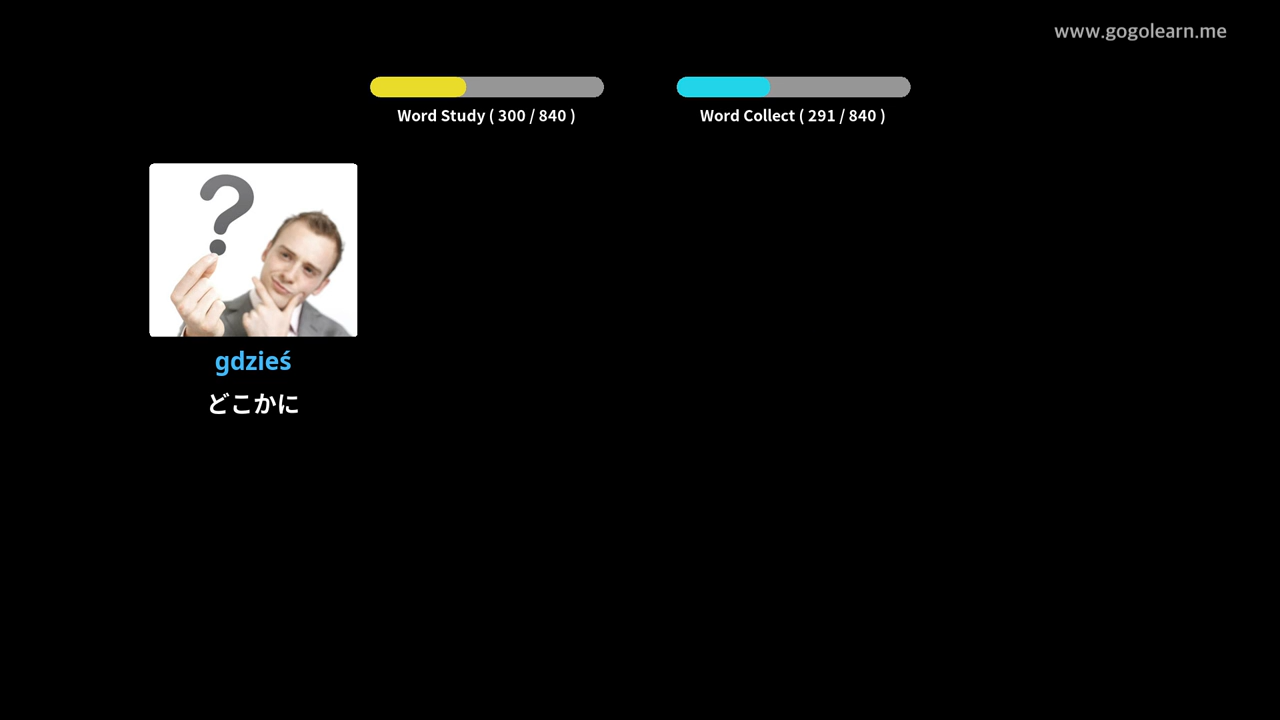 www.gogolearn.me
Word Study ( 300 / 840 )
Word Collect ( 291 / 840 )
?
gdzieś
どこかに